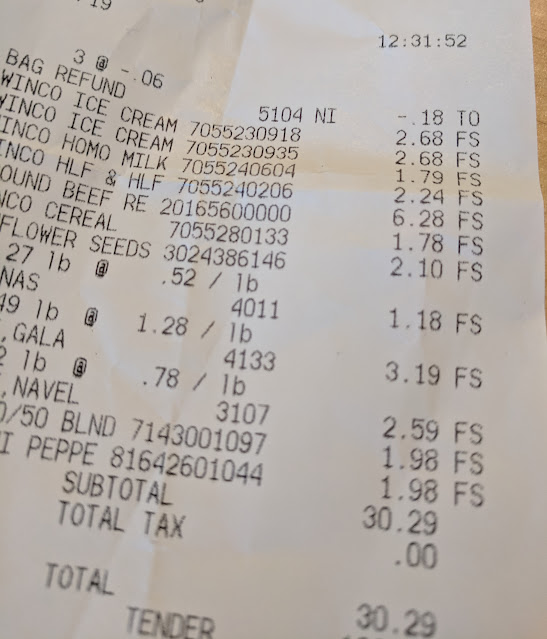 /19
12:31:52
3 @ -.06
BAG REFUND 5104 NI -.18 TO
WINCO ICE CREAM 7055230918 2.68 FS
WINCO ICE CREAM 7055230935 2.68 FS
INCO HOMO MILK 7055240604 1.79 FS
INCO HLF & HLF 7055240206 2.24 FS
OUND BEEF RE 20165600000 6.28 FS
NCO CEREAL 7055280133 1.78 FS
FLOWER SEEDS 3024386146 2.10 FS
27 lb @ .52 / lb
NAS 4011 1.18 FS
49 lb @ 1.28 / lb
,GALA 4133 3.19 FS
2 lb @ .78 / lb
,NAVEL 3107 2.59 FS
0/50 BLND 7143001097 1.98 FS
I PEPPE 81642601044 1.98 FS
SUBTOTAL 30.29
TOTAL TAX .00
TOTAL 30.29
TENDER